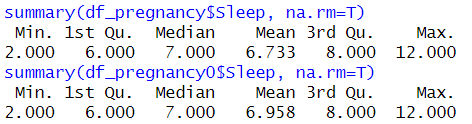 summary(df_pregnancy$Sleep, na.rm=T)
Min. 1st Qu. Median Mean 3rd Qu. Max.
2.000 6.000 7.000 6.733 8.000 12.000
summary(df_pregnancy0$Sleep, na.rm=T)
Min. 1st Qu. Median Mean 3rd Qu. Max.
2.000 6.000 7.000 6.958 8.000 12.000